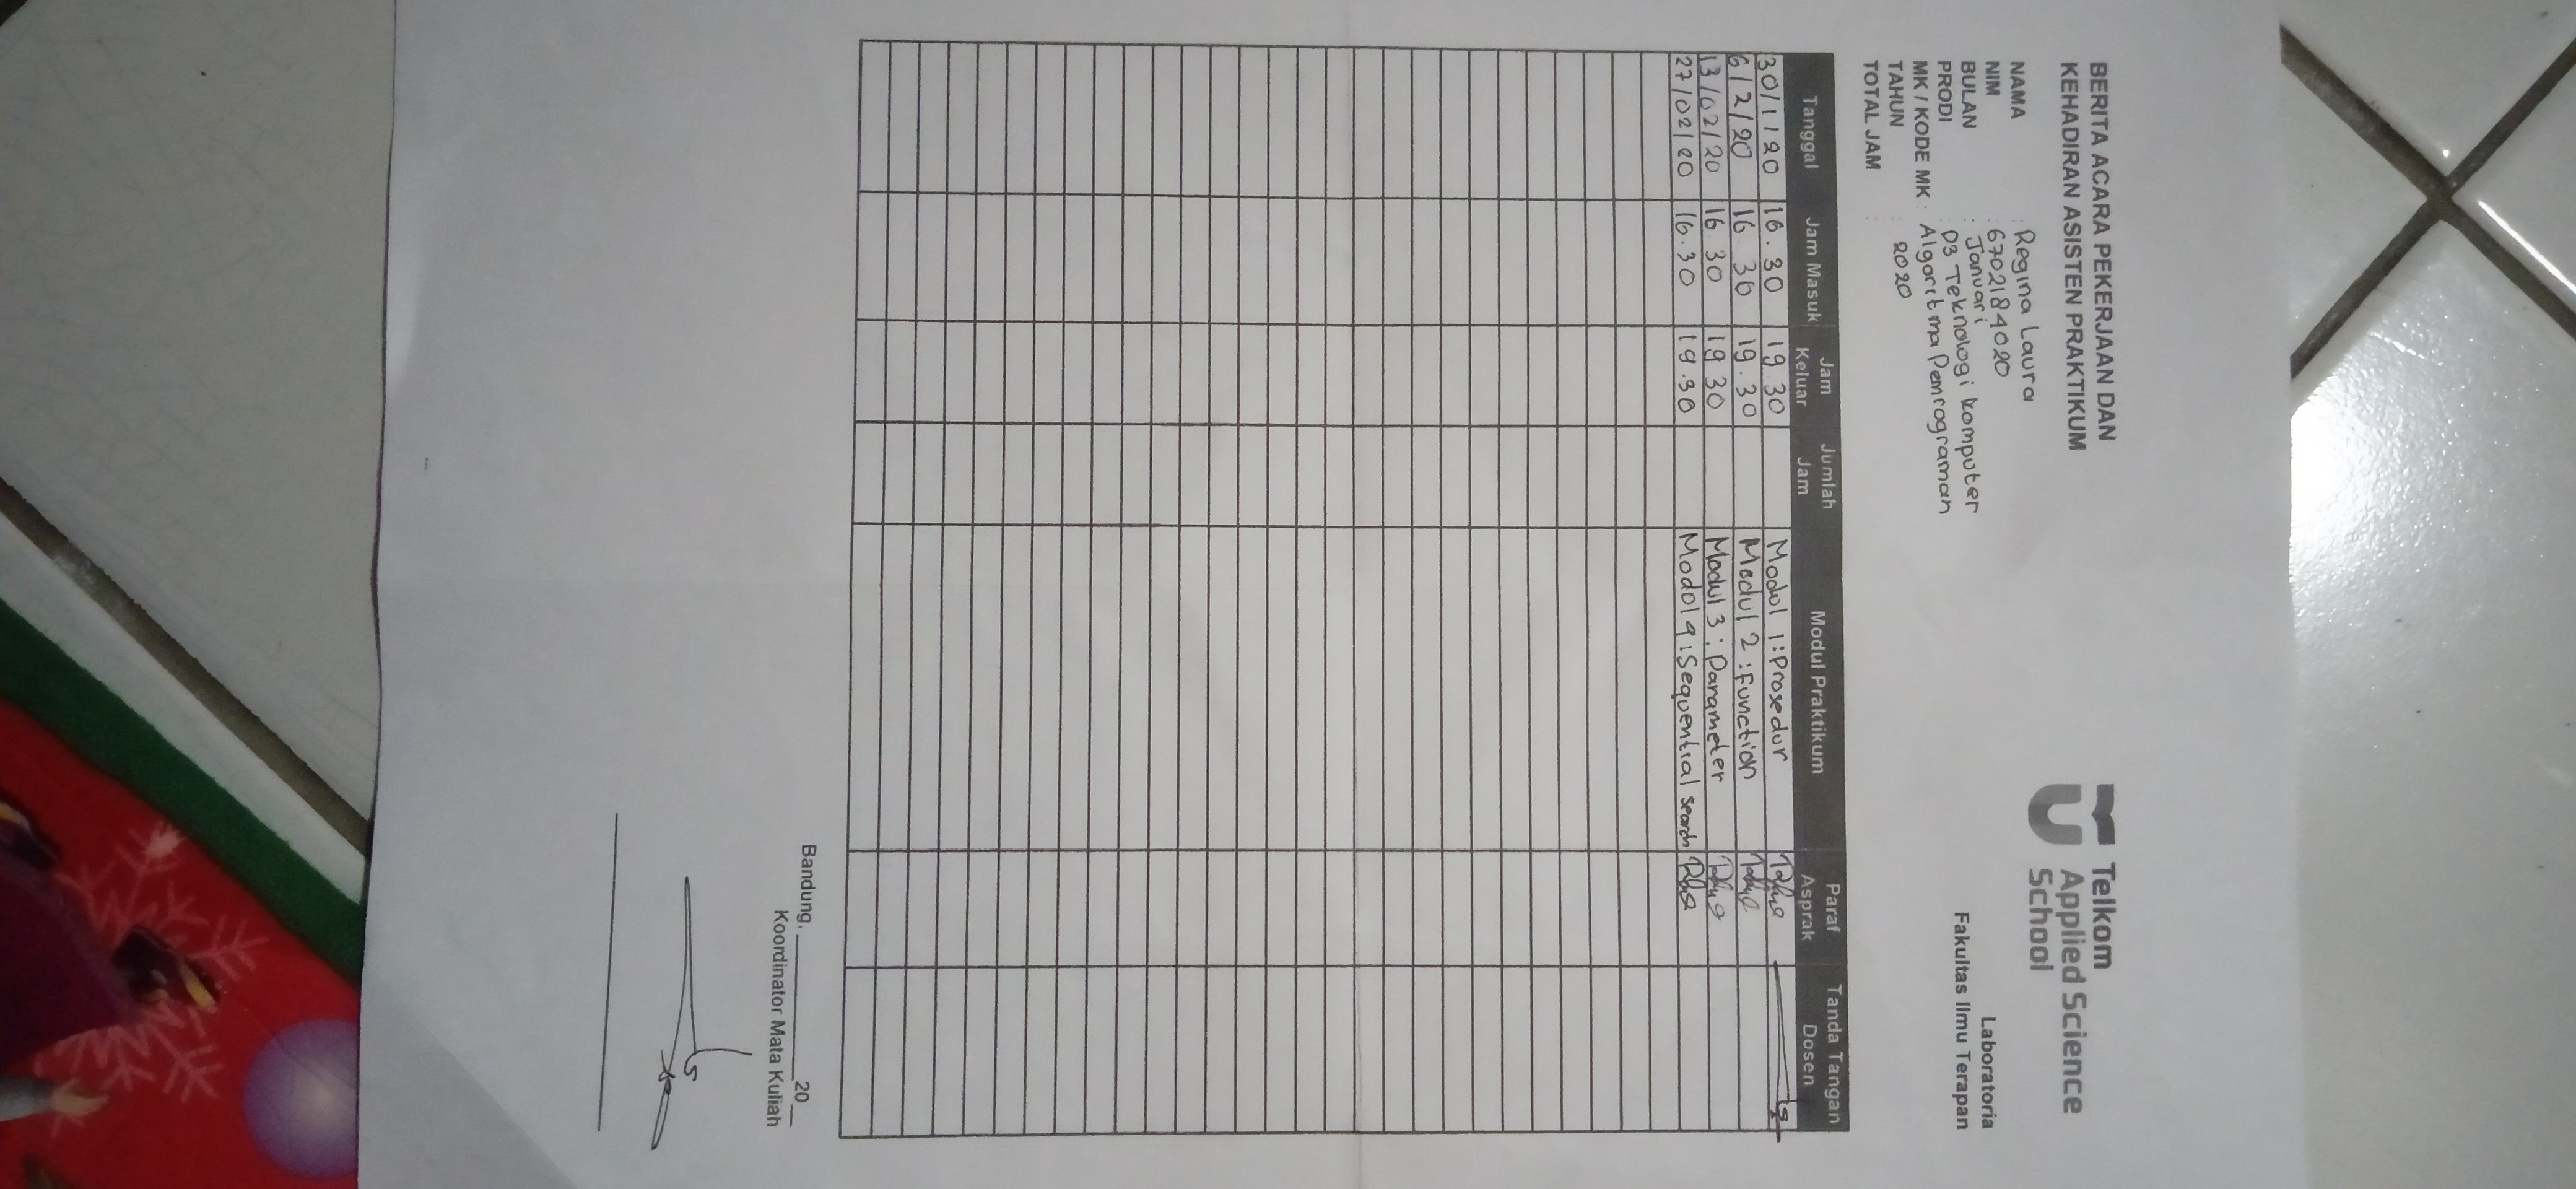 BERITA ACARA PEKERJAAN DAN
KEHADIRAN ASISTEN PRAKTIKUM
Telkom
Applied Science
School
Laboratoria
Fakultas Ilmu Terapan
NAMA : Regina Laura
NIM : 6702184020
BULAN : Januari
PRODI : D3 Teknologi Komputer
MK / KODE MK : Algoritma Pemrograman
TAHUN : 2020
TOTAL JAM :
Tanggal Jam Masuk Jam Keluar Jumlah Jam Modul Praktikum Paraf Asprak Tanda Tangan Dosen
30/1/20 16.30 19.30 Modul 1: Prosedur
6/2/20 16.30 19.30 Modul 2 : Function
13/02/20 16.30 19.30 Modul 3 : Parameter
27/02/20 16.30 19.30 Modul 4 : Sequential Search
Bandung, ____________20__
Koordinator Mata Kuliah